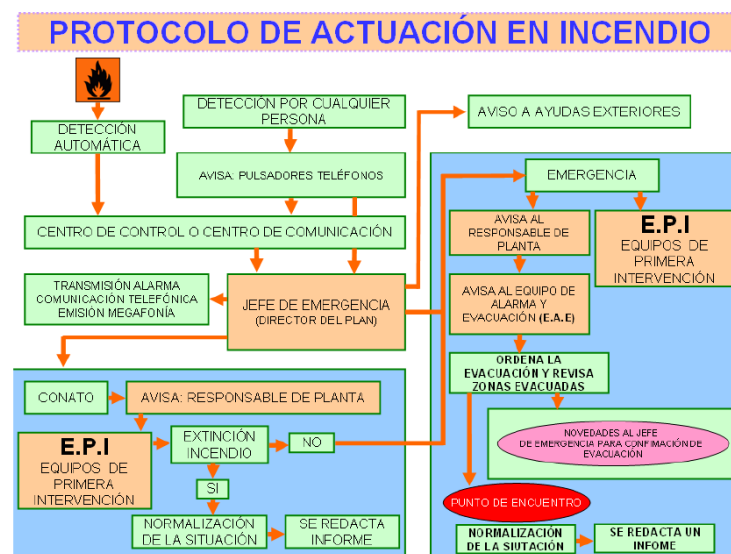 PROTOCOLO DE ACTUACIÓN EN INCENDIO
DETECCIÓN
AUTOMÁTICA
DETECCIÓN POR CUALQUIER
PERSONA
AVISO A AYUDAS EXTERIORES
AVISA: PULSADORES TELÉFONOS
CENTRO DE CONTROL O CENTRO DE COMUNICACIÓN
TRANSMISIÓN ALARMA
COMUNICACIÓN TELEFÓNICA
EMISIÓN MEGAFONÍA
JEFE DE EMERGENCIA
(DIRECTOR DEL PLAN)
CONATO
AVISA: RESPONSABLE DE PLANTA
E.P.I
EQUIPOS DE
PRIMERA
INTERVENCIÓN
EXTINCIÓN
INCENDIO
NO
SI
NORMALIZACIÓN
DE LA SITUACIÓN
SE REDACTA
INFORME
EMERGENCIA
AVISA AL
RESPONSABLE DE
PLANTA
E.P.I
EQUIPOS DE
PRIMERA
INTERVENCIÓN
AVISA AL EQUIPO DE
ALARMA Y
EVACUACIÓN (E.A.E)
ORDENA LA
EVACUACIÓN Y REVISA
ZONAS EVACUADAS
NOVEDADES AL JEFE
DE EMERGENCIA PARA CONFIMACIÓN DE
EVACUACIÓN
PUNTO DE ENCUENTRO
NORMALIZACIÓN
DE LA SIUTACIÓN
SE REDACTA UN
INFOME